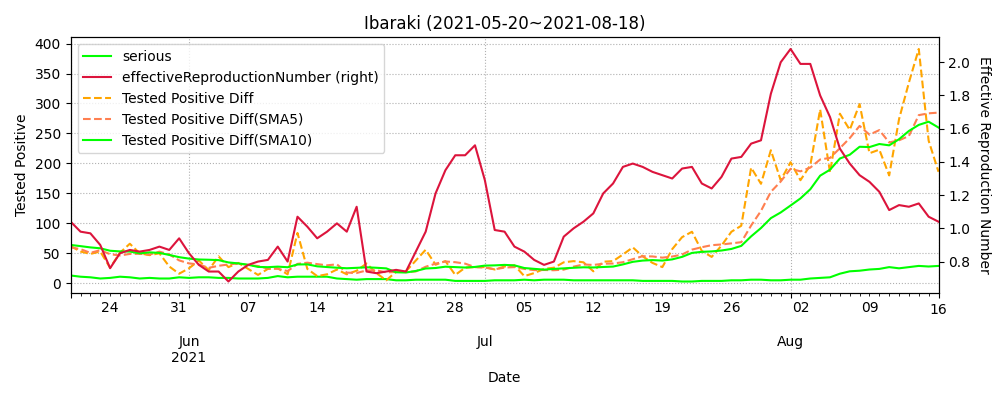 Ibaraki (2021-05-20~2021-08-18)
serious
effectiveReproductionNumber (right)
Tested Positive Diff
Tested Positive Diff(SMA5)
Tested Positive Diff(SMA10)
Tested Positive
400
350
300
250
200
150
100
50
0
2.0
1.8
1.6
1.4
1.2
1.0
0.8
Effective Reproduction Number
24 31 07 14 21 28 05 12 19 26 02 09 16
Jun Jul Aug
2021
Date